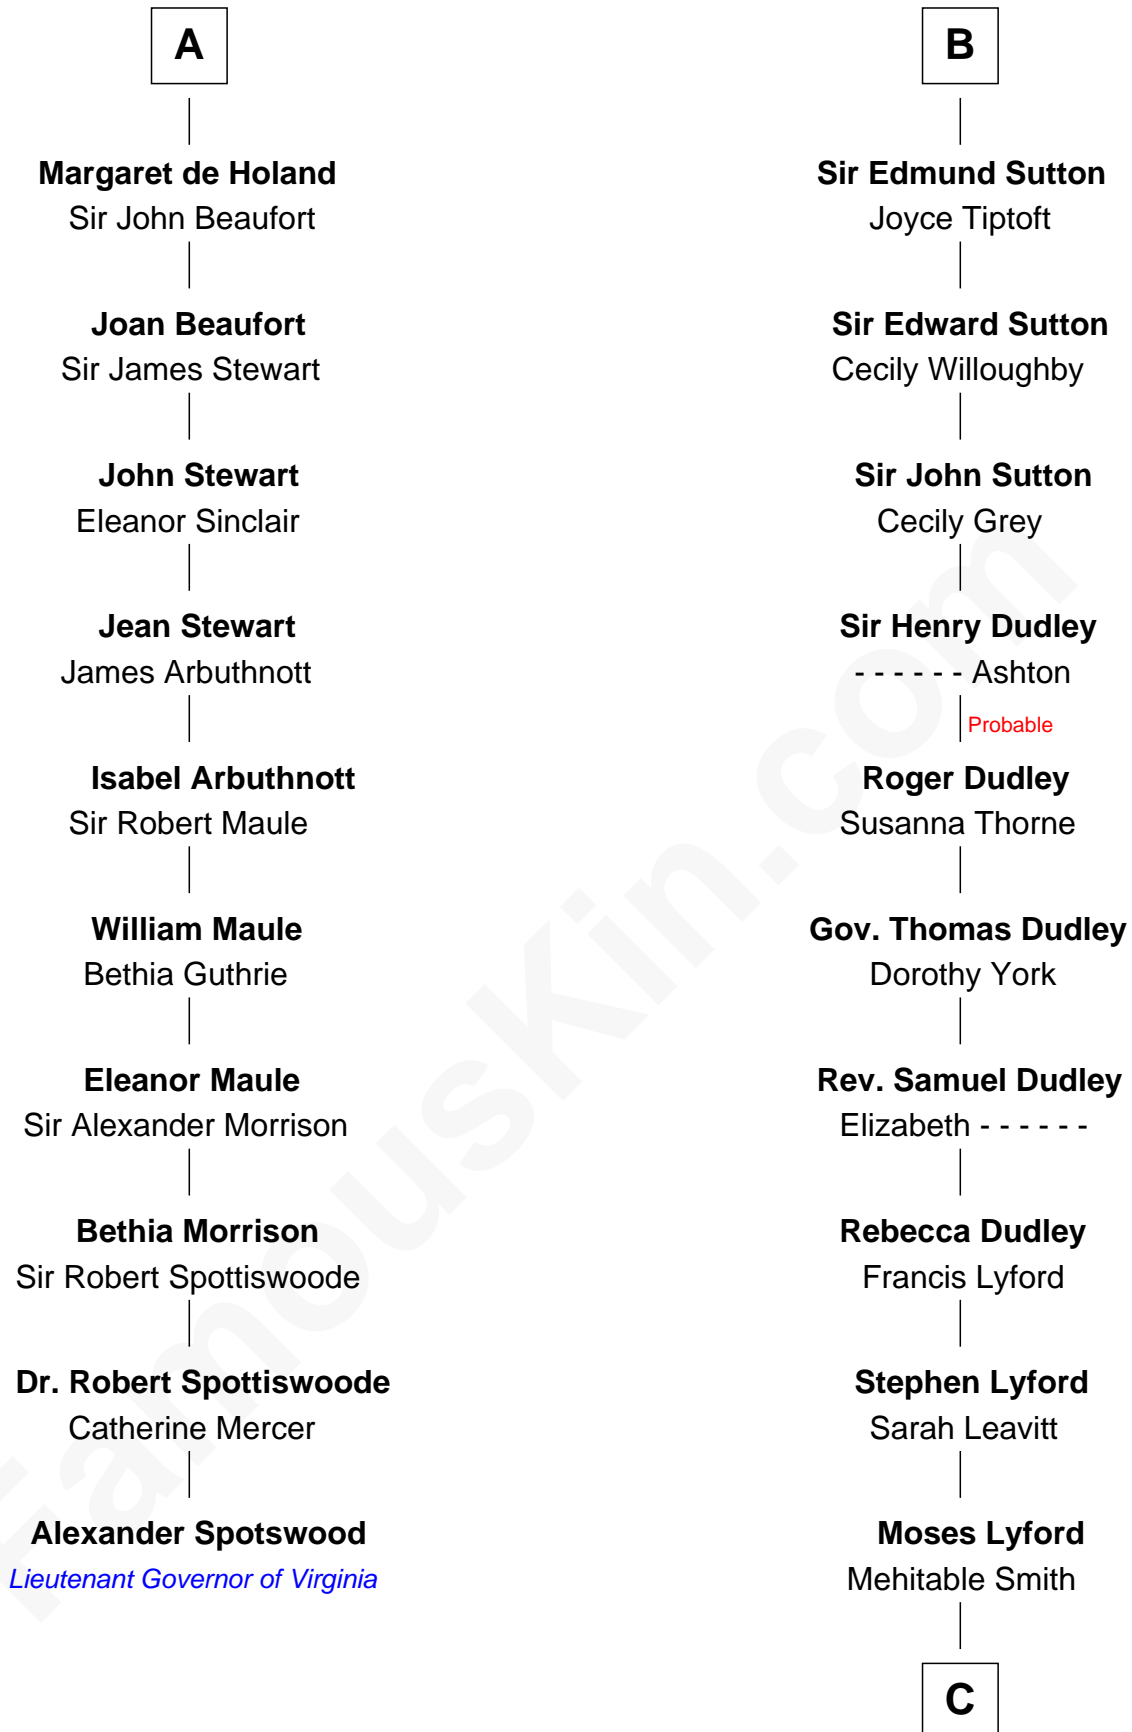 A
Margaret de Holand
Sir John Beaufort
Joan Beaufort
Sir James Stewart
John Stewart
Eleanor Sinclair
Jean Stewart
James Arbuthnott
Isabel Arbuthnott
Sir Robert Maule
William Maule
Bethia Guthrie
Eleanor Maule
Sir Alexander Morrison
Bethia Morrison
Sir Robert Spottiswoode
Dr. Robert Spottiswoode
Catherine Mercer
Alexander Spotswood
Lieutenant Governor of Virginia
B
Sir Edmund Sutton
Joyce Tiptoft
Sir Edward Sutton
Cecily Willoughby
Sir John Sutton
Cecily Grey
Sir Henry Dudley
- - - - - - Ashton
Probable
Roger Dudley
Susanna Thorne
Gov. Thomas Dudley
Dorothy York
Rev. Samuel Dudley
Elizabeth - - - - - -
Rebecca Dudley
Francis Lyford
Stephen Lyford
Sarah Leavitt
Moses Lyford
Mehitable Smith
C
FamousKin.com